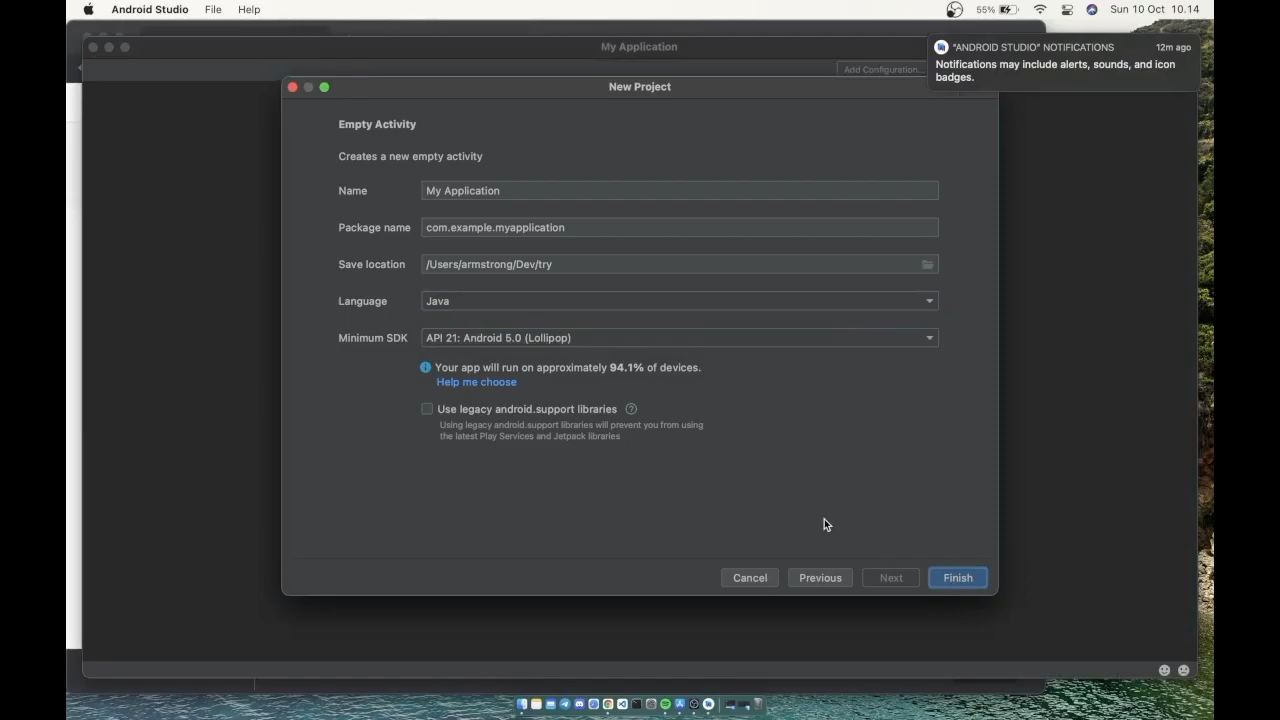 Android Studio File Help 55% Sun 10 Oct 10.14
My Application
Add Configuration...
"ANDROID STUDIO" NOTIFICATIONS 12m ago
Notifications may include alerts, sounds, and icon
badges.
New Project
Empty Activity
Creates a new empty activity
Name My Application
Package name com.example.myapplication
Save location /Users/armstrong/Dev/try
Language Java
Minimum SDK API 21: Android 5.0 (Lollipop)
Your app will run on approximately 94.1% of devices.
Help me choose
Use legacy android.support libraries ?
Using legacy android.support libraries will prevent you from using
the latest Play Services and Jetpack libraries
Cancel Previous Next Finish